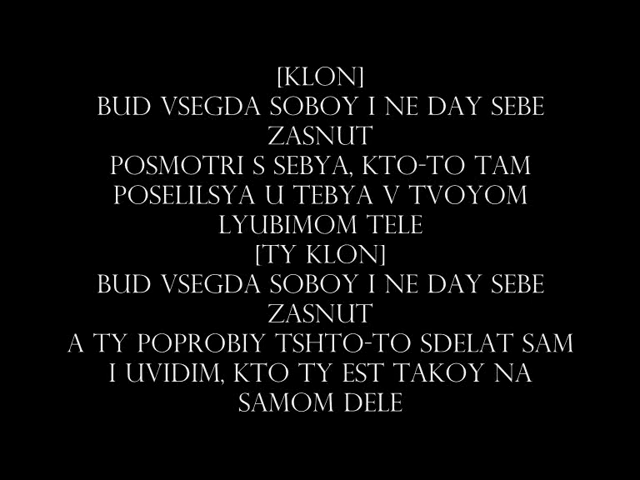 [KLON]
BUD VSEGDA SOBOY I NE DAY SEBE
ZASNUT
POSMOTRI S SEBYA, KTO-TO TAM
POSELILSYA U TEBYA V TVOYOM
LYUBIMOM TELE
[TY KLON]
BUD VSEGDA SOBOY I NE DAY SEBE
ZASNUT
A TY POPROBIY TSHTO-TO SDELAT SAM
I UVIDIM, KTO TY EST TAKOY NA
SAMOM DELE